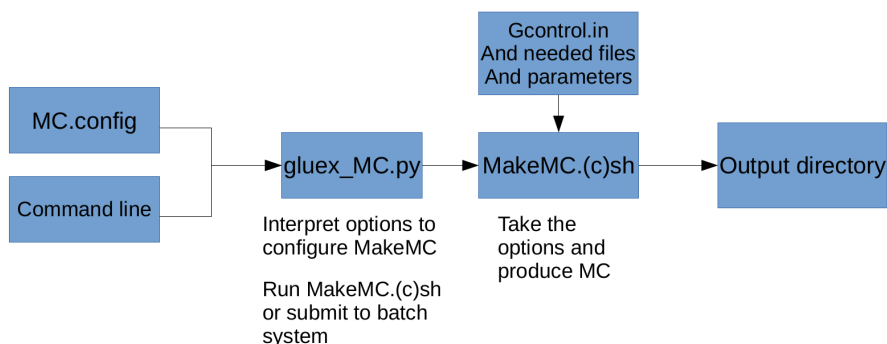 Gcontrol.in
And needed files
And parameters
MC.config
Command line
gluex_MC.py
MakeMC.(c)sh
Output directory
Interpret options to
configure MakeMC
Run MakeMC.(c)sh
or submit to batch
system
Take the
options and
produce MC